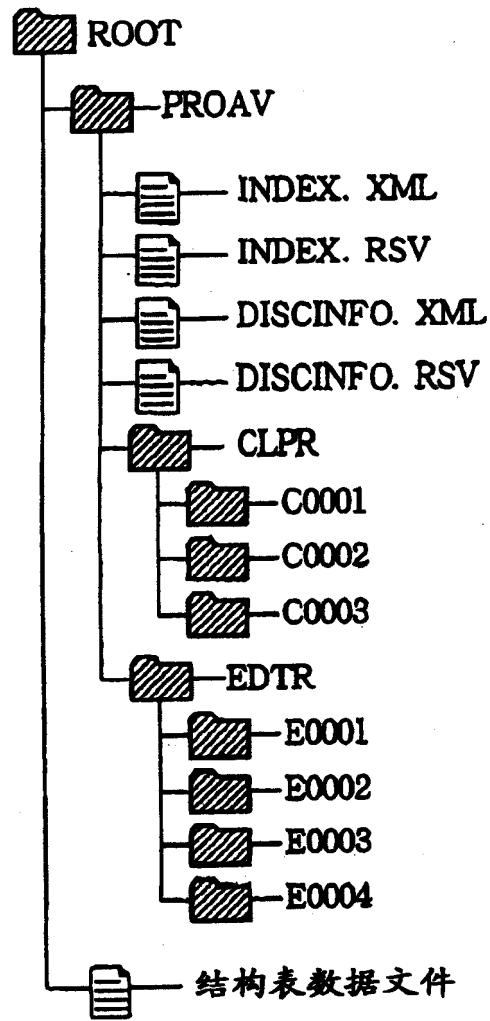 ROOT
PROAV
INDEX. XML
INDEX. RSV
DISCINFO. XML
DISCINFO. RSV
CLPR
C0001
C0002
C0003
EDTR
E0001
E0002
E0003
E0004
结构表数据文件